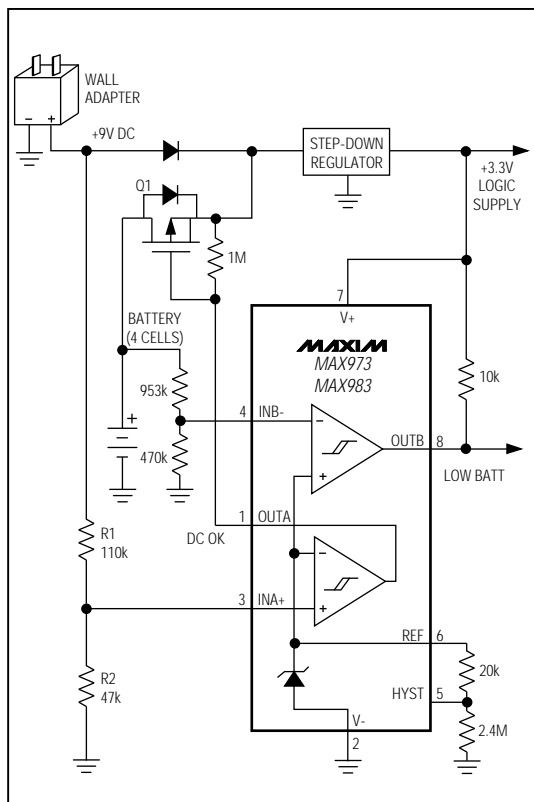 WALL
ADAPTER
– +
+9V DC
STEP-DOWN
REGULATOR
+3.3V
LOGIC
SUPPLY
Q1
1M
7
V+
BATTERY
(4 CELLS)
MAXIM
MAX973
MAX983
953k
10k
4 INB-
–
OUTB 8
+
470k
+
LOW BATT
1 OUTA
DC OK
R1
110k
–
3 INA+
+
REF 6
20k
R2
47k
HYST 5
V-
2
2.4M